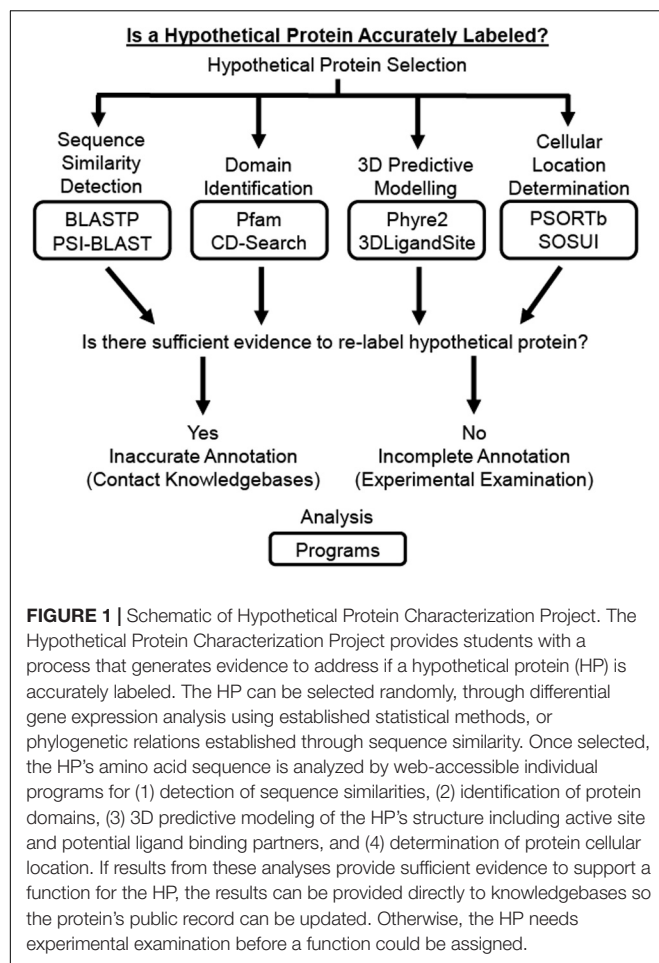 Is a Hypothetical Protein Accurately Labeled?
Hypothetical Protein Selection
Sequence
Similarity
Detection
BLASTP
PSI-BLAST
Domain
Identification
Pfam
CD-Search
3D Predictive
Modelling
Phyre2
3DLigandSite
Cellular
Location
Determination
PSORTb
SOSUI
Is there sufficient evidence to re-label hypothetical protein?
Yes
Inaccurate Annotation
(Contact Knowledgebases)
No
Incomplete Annotation
(Experimental Examination)
Analysis
Programs
FIGURE 1 | Schematic of Hypothetical Protein Characterization Project. The
Hypothetical Protein Characterization Project provides students with a
process that generates evidence to address if a hypothetical protein (HP) is
accurately labeled. The HP can be selected randomly, through differential
gene expression analysis using established statistical methods, or
phylogenetic relations established through sequence similarity. Once selected,
the HP's amino acid sequence is analyzed by web-accessible individual
programs for (1) detection of sequence similarities, (2) identification of protein
domains, (3) 3D predictive modeling of the HP's structure including active site
and potential ligand binding partners, and (4) determination of protein cellular
location. If results from these analyses provide sufficient evidence to support a
function for the HP, the results can be provided directly to knowledgebases so
the protein's public record can be updated. Otherwise, the HP needs
experimental examination before a function could be assigned.